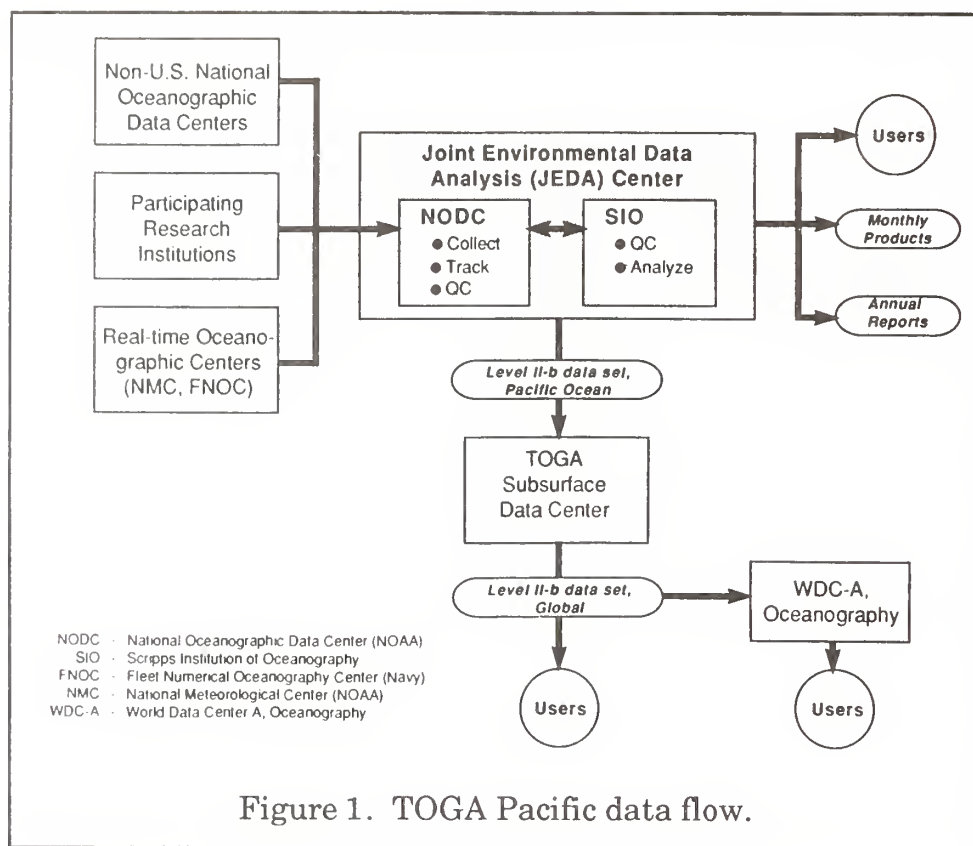 Non-U.S. National
Oceanographic
Data Centers
Participating
Research
Institutions
Real-time Oceano-
graphic Centers
(NMC, FNOC)
Joint Environmental Data
Analysis (JEDA) Center
NODC
● Collect
● Track
● QC
SIO
● QC
● Analyze
Users
Monthly
Products
Annual
Reports
Level II-b data set,
Pacific Ocean
TOGA
Subsurface
Data Center
Level II-b data set,
Global
WDC-A,
Oceanography
Users
Users
NODC - National Oceanographic Data Center (NOAA)
SIO - Scripps Institution of Oceanography
FNOC - Fleet Numerical Oceanography Center (Navy)
NMC - National Meteorological Center (NOAA)
WDC-A - World Data Center A, Oceanography
Figure 1. TOGA Pacific data flow.